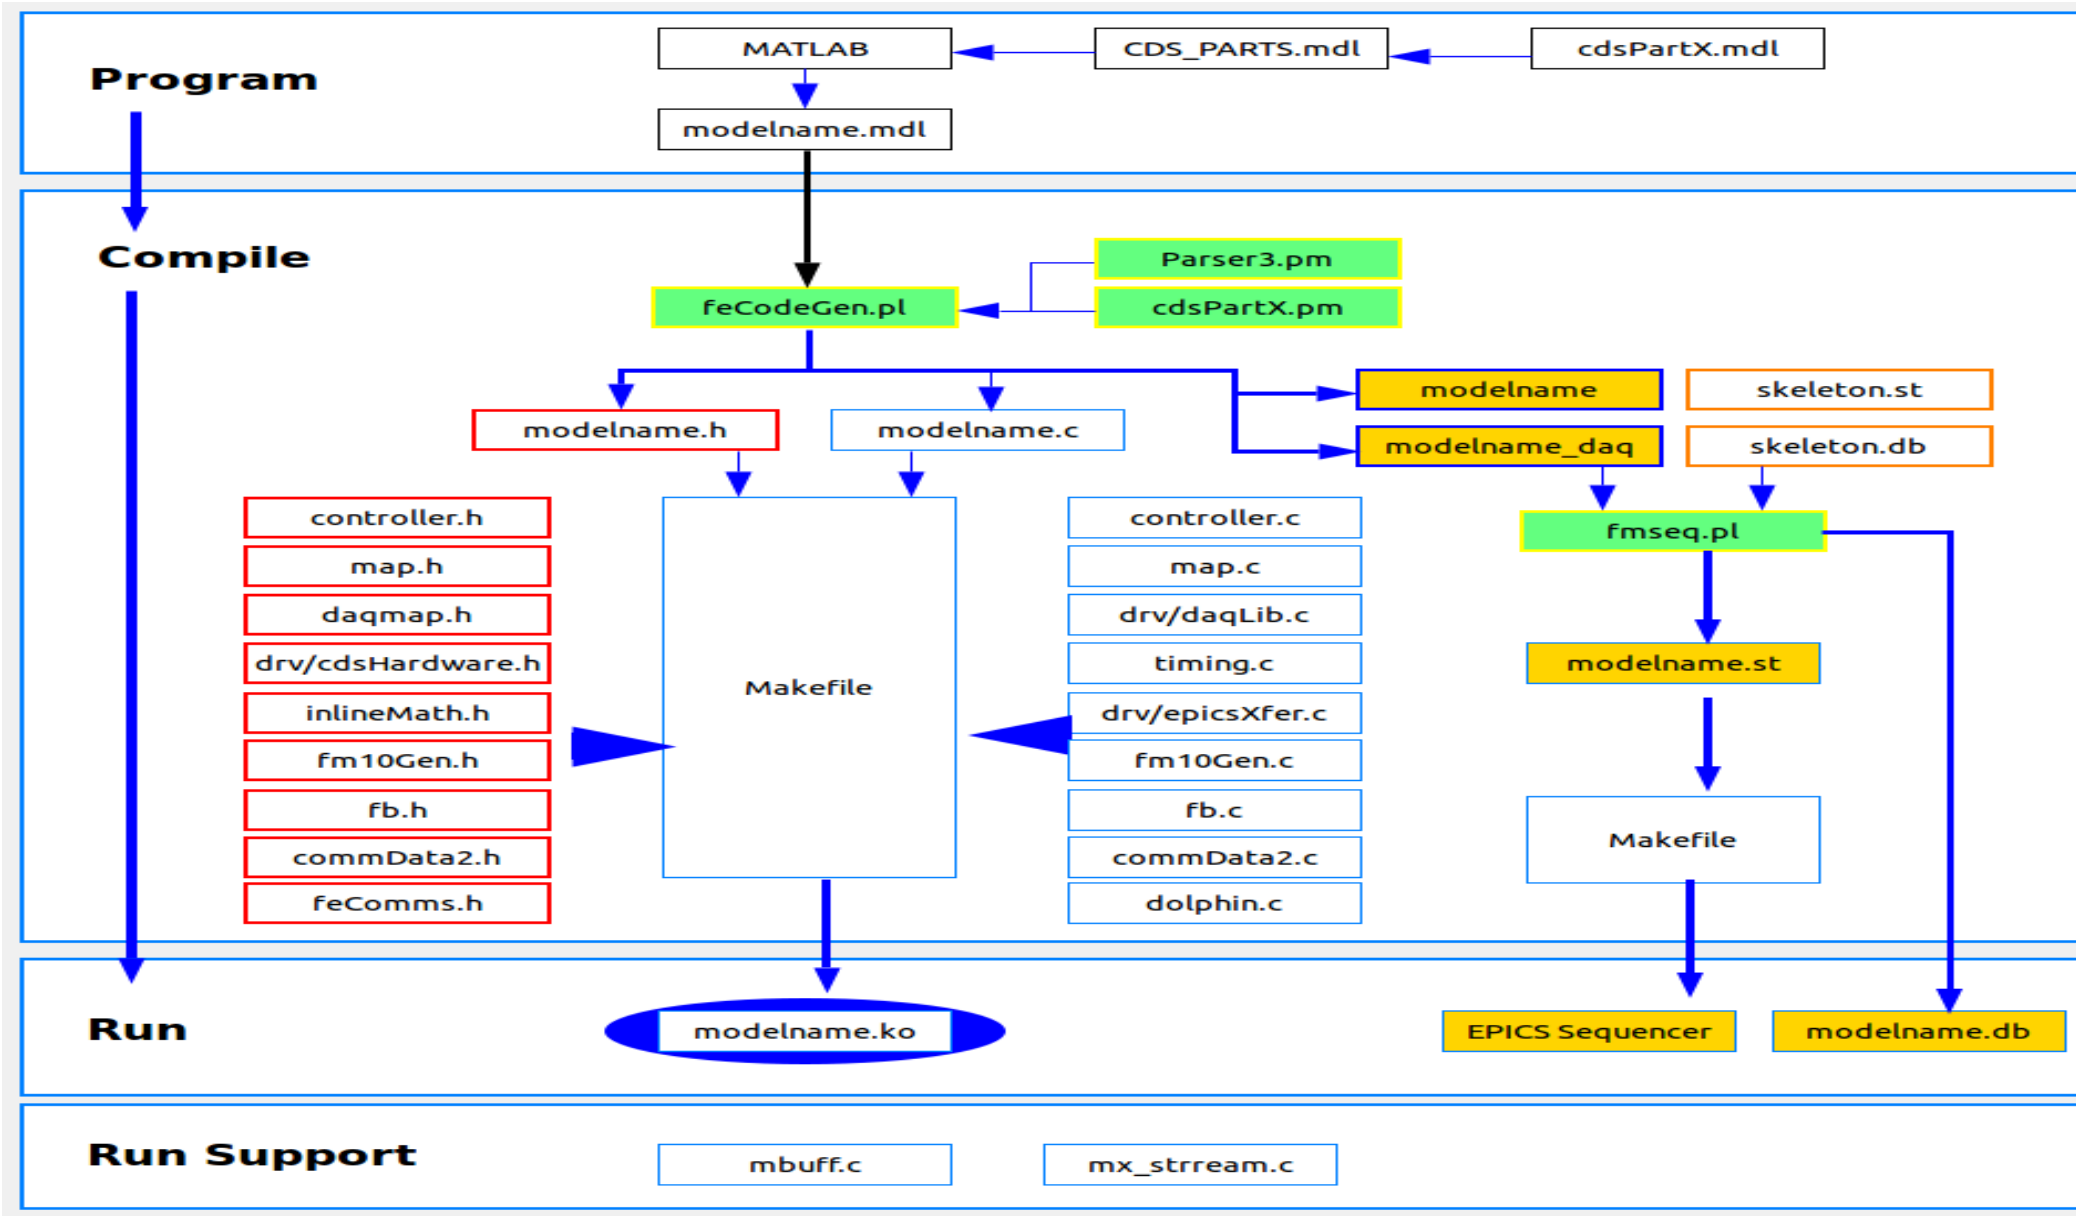 Program
MATLAB
CDS_PARTS.mdl
cdsPartX.mdl
modelname.mdl
Compile
Parser3.pm
feCodeGen.pl
cdsPartX.pm
modelname
skeleton.st
modelname.h
modelname.c
modelname_daq
skeleton.db
controller.h
map.h
daqmap.h
drv/cdsHardware.h
inlineMath.h
fm10Gen.h
fb.h
commData2.h
feComms.h
Makefile
controller.c
map.c
drv/daqLib.c
timing.c
drv/epicsXfer.c
fm10Gen.c
fb.c
commData2.c
dolphin.c
fmseq.pl
modelname.st
Makefile
Run
modelname.ko
EPICS Sequencer
modelname.db
Run Support
mbuff.c
mx_strream.c